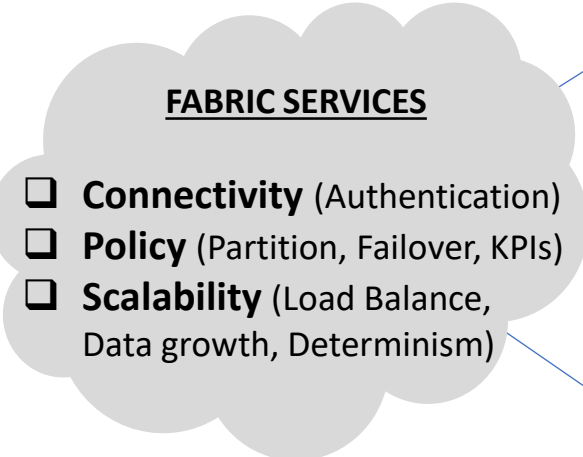 FABRIC SERVICES
❑ Connectivity (Authentication)
❑ Policy (Partition, Failover, KPIs)
❑ Scalability (Load Balance,
Data growth, Determinism)